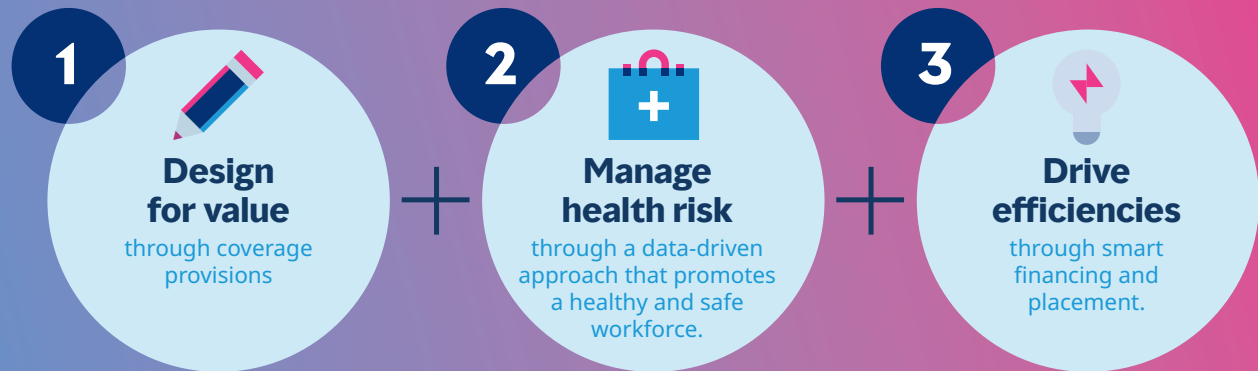 1
Design
for value
through coverage
provisions
2
Manage
health risk
through a data-driven
approach that promotes
a healthy and safe
workforce.
3
Drive
efficiencies
through smart
financing and
placement.